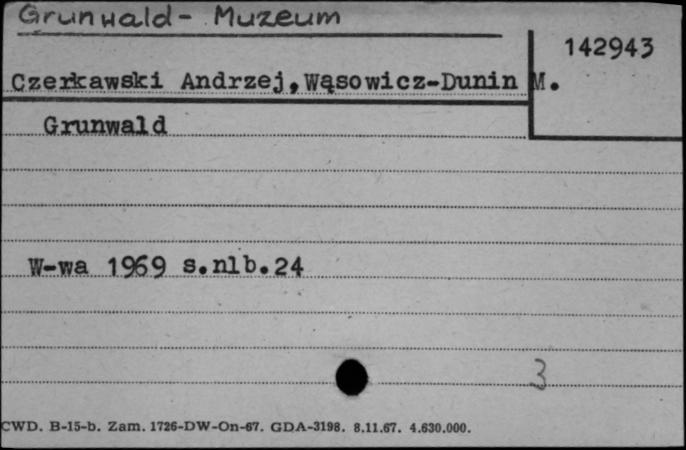 Grunwald - Muzeum
142943
Czerkawski Andrzej, Wąsowicz-Dunin M.
Grunwald
W-wa 1969 s.nlb.24
3
CWD. B-15-b. Zam. 1726-DW-On-67. GDA-3198. 8.11.67. 4.630.000.